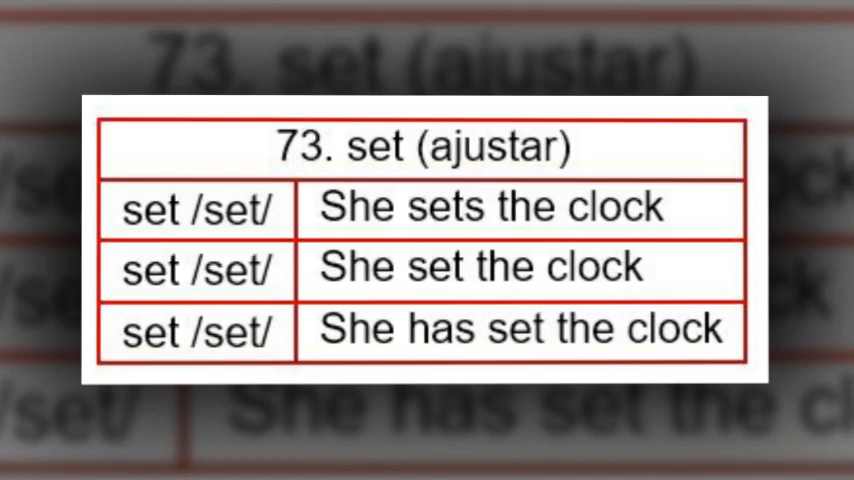 73. set (ajustar)
set /set/ She sets the clock
set /set/ She set the clock
set /set/ She has set the clock